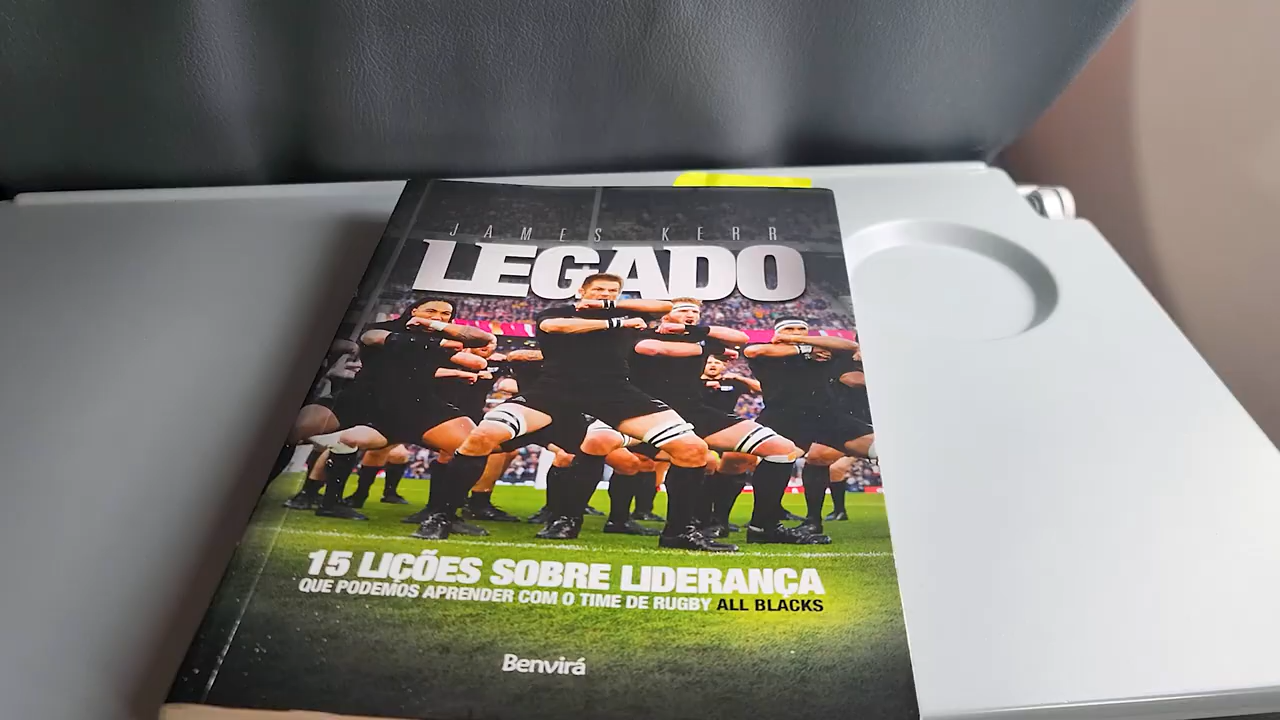 JAMES KERR
LEGADO
15 LIÇÕES SOBRE LIDERANÇA
QUE PODEMOS APRENDER COM O TIME DE RUGBY ALL BLACKS
Benvirá